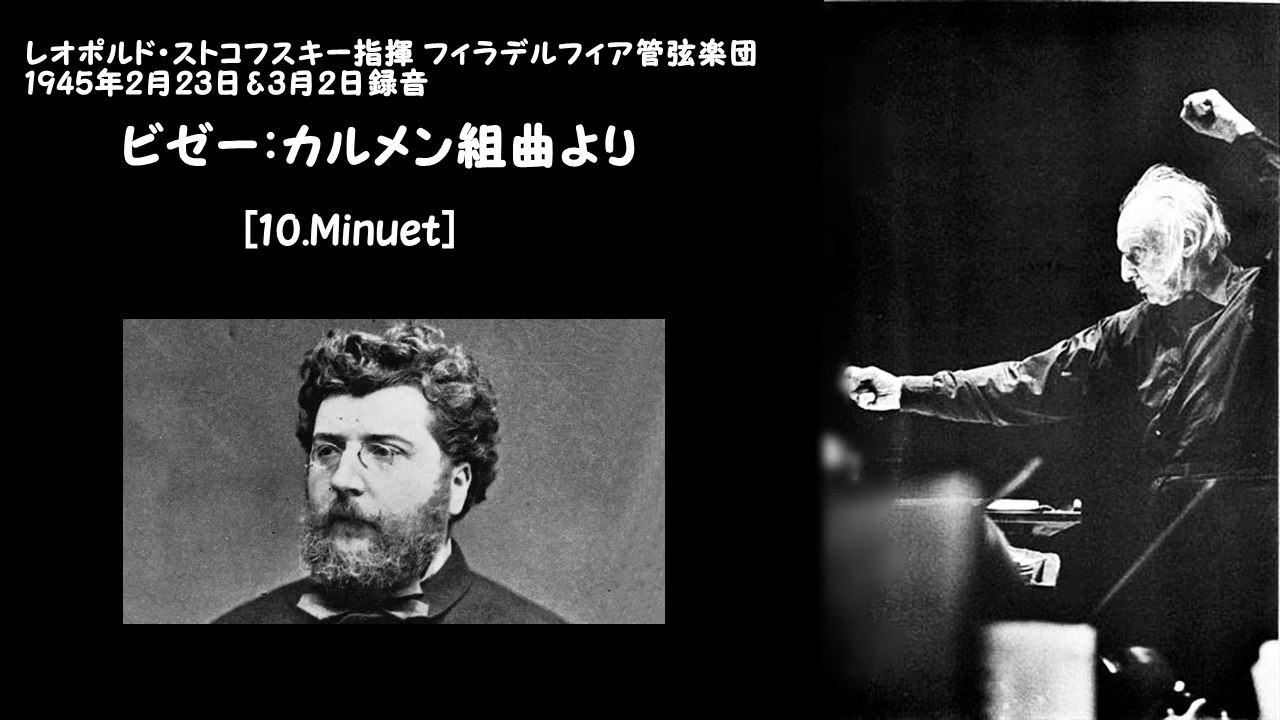 レオポルド・ストコフスキー指揮 フィラデルフィア管弦楽団
1945年2月23日&3月2日録音
ビゼー:カルメン組曲より
[10.Minuet]